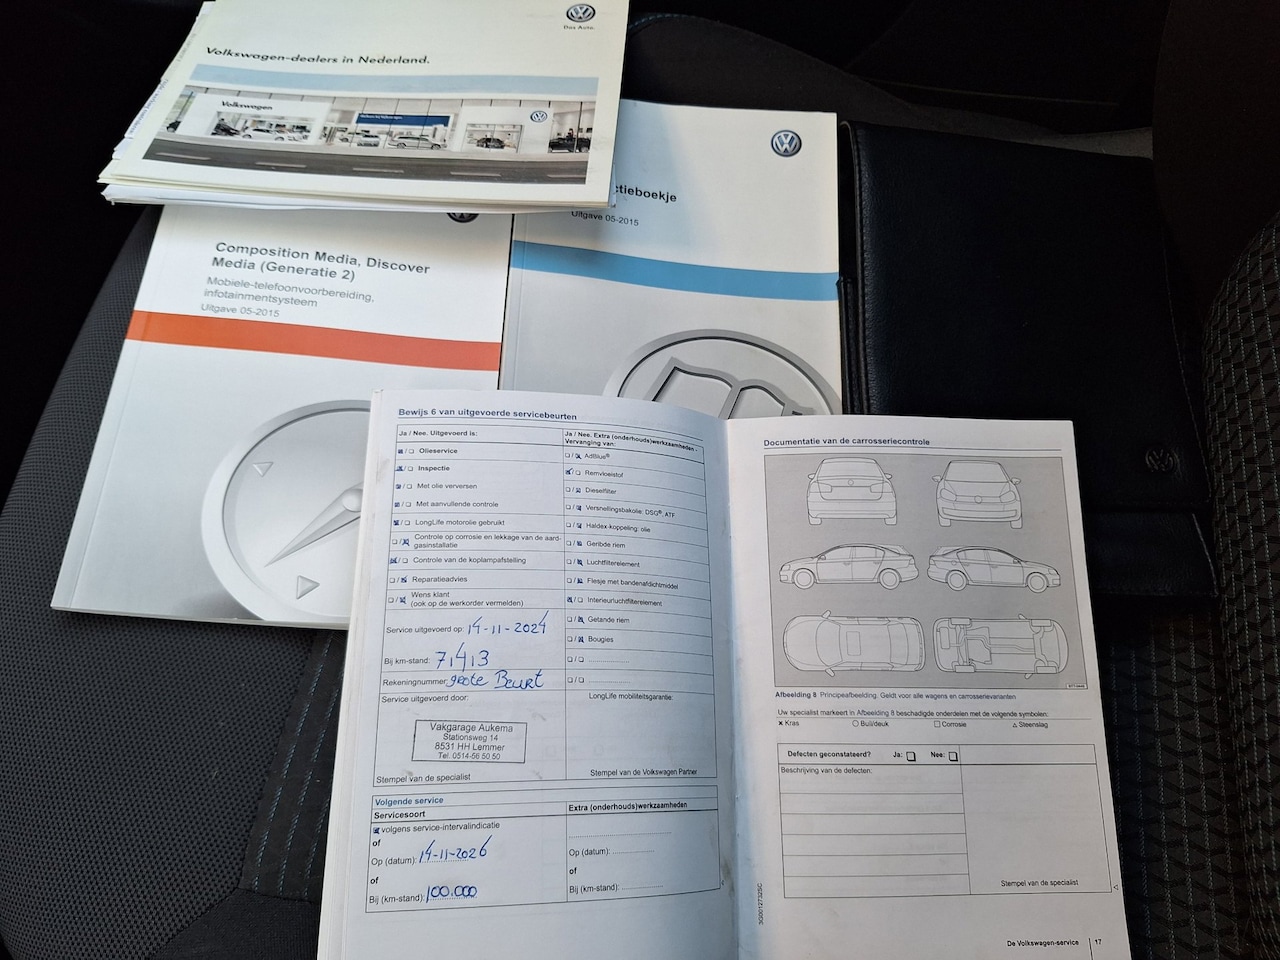 Das Auto.
Volkswagen-dealers in Nederland.
Volkswagen
ctieboekje
Uitgave 05-2015
Composition Media, Discover
Media (Generatie 2)
Mobiele-telefoonvoorbereiding,
infotainmentsysteem
Uitgave 05-2015
Bewijs 6 van uitgevoerde servicebeurten
Ja / Nee. Uitgevoerd is:
Olieservice
Inspectie
Met olie verversen
Met aanvullende controle
LongLife motorolie gebruikt
Controle op corrosie en lekkage van de aard-
gasinstallatie
Controle van de koplampafstelling
Reparatieadvies
Wens klant
(ook op de werkorder vermelden)
Service uitgevoerd op: 14-11-2024
Bij km-stand: 71413
Rekeningnummer: grote Beurt
Service uitgevoerd door:
Vakgarage Aukema
Stationsweg 14
8531 HH Lemmer
Tel. 0514-56 50 50
Stempel van de specialist
Ja / Nee. Extra (onderhouds)werkzaamheden -
Vervanging van:
AdBlue®
Remvloeistof
Dieselfilter
Versnellingsbakolie: DSG®, ATF
Haldex-koppeling: olie
Geribde riem
Luchtfilterelement
Flesje met bandenafdichtmiddel
Interieurluchtfilterelement
Getande riem
Bougies
LongLife mobiliteitsgarantie:
Stempel van de Volkswagen Partner
Volgende service
Servicesoort
volgens service-intervalindicatie
of
Op (datum): 14-11-2026
of
Bij (km-stand): 100.000
Extra (onderhouds)werkzaamheden
Op (datum):
of
Bij (km-stand):
Documentatie van de carrosseriecontrole
Afbeelding 8 Principeafbeelding. Geldt voor alle wagens en carrosserievarianten
Uw specialist markeert in Afbeelding 8 beschadigde onderdelen met de volgende symbolen:
× Kras ○ Buil/deuk □ Corrosie △ Steenslag
Defecten geconstateerd? Ja: Nee:
Beschrijving van de defecten:
Stempel van de specialist
3G0012732SC
De Volkswagen-service 17